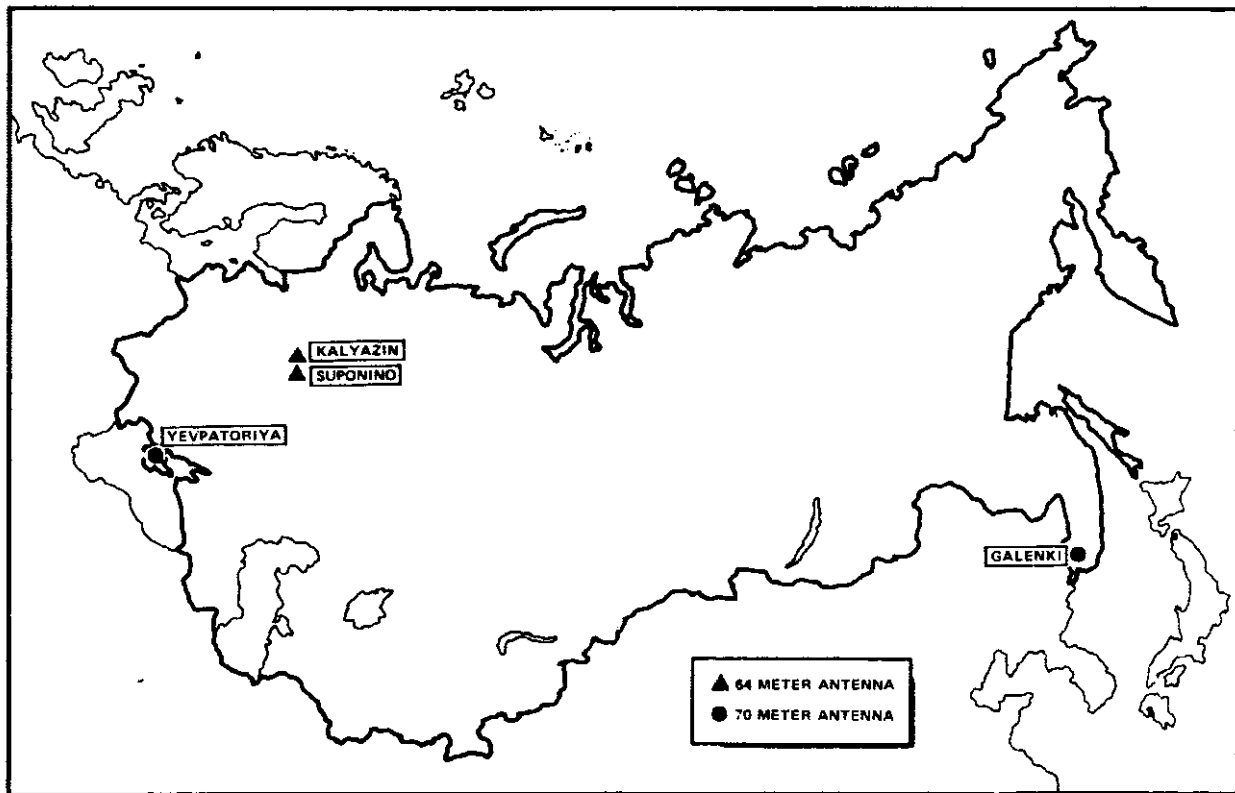 KALYAZIN
SUPONINO
YEVPATORIYA
GALENKI
64 METER ANTENNA
70 METER ANTENNA